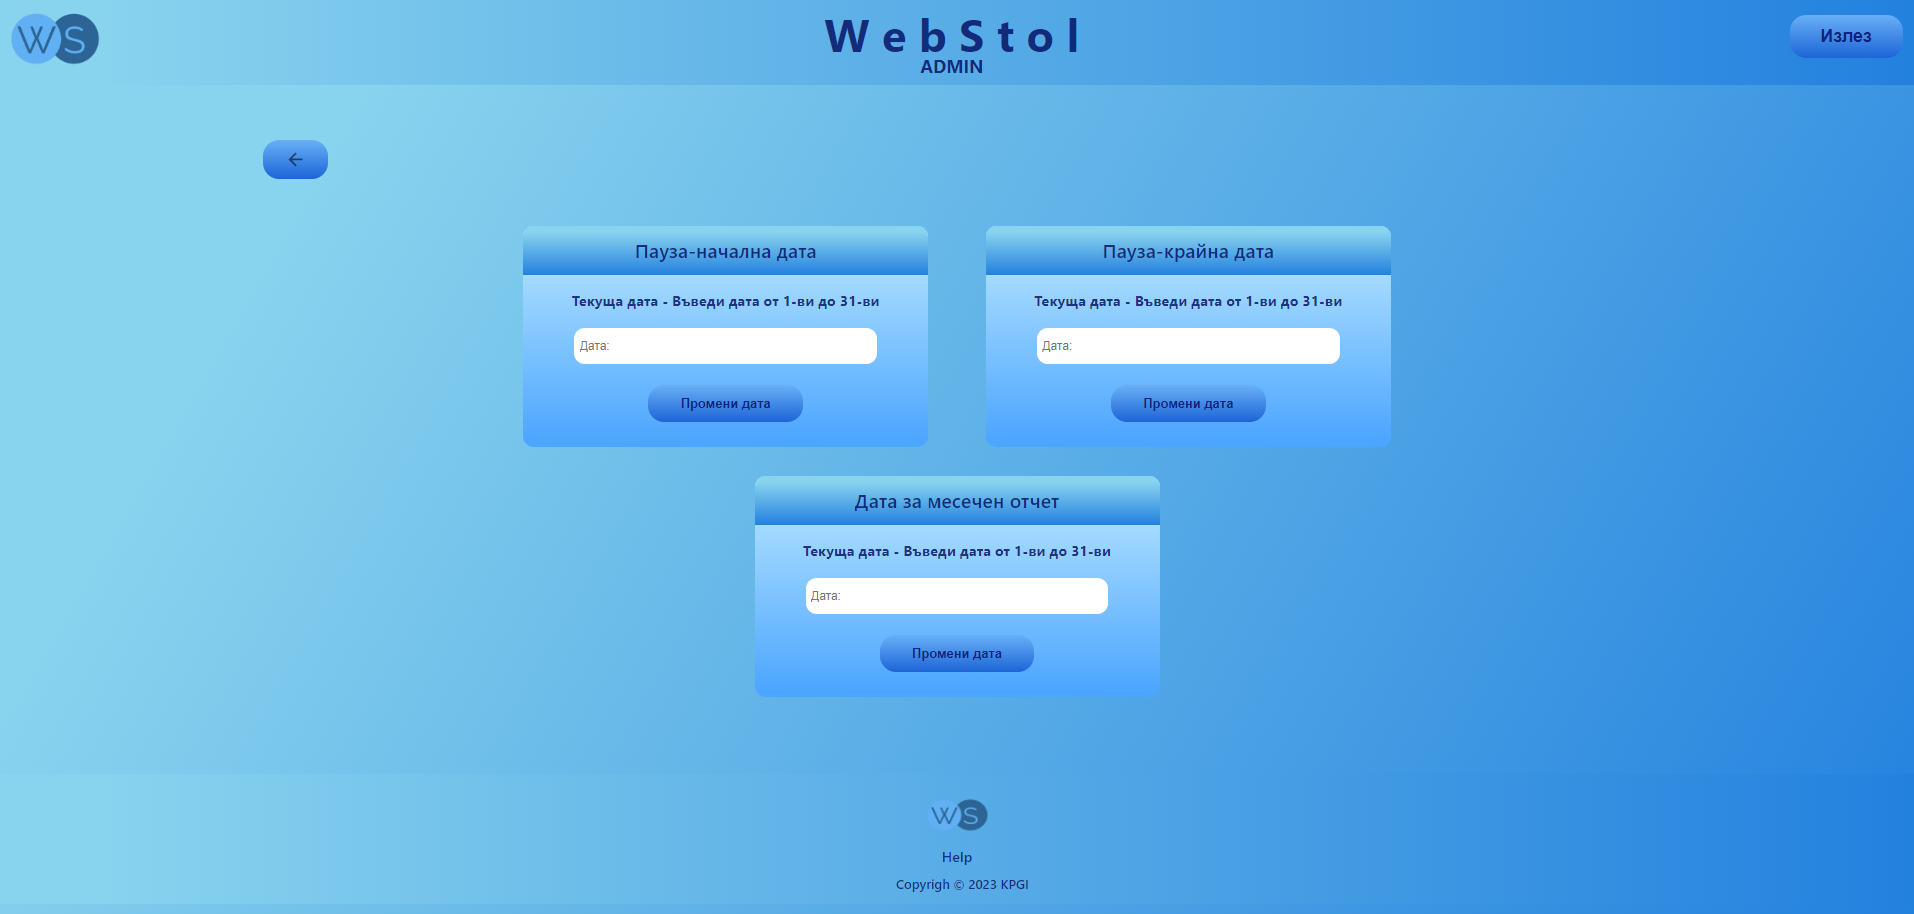 WS
WebStol
ADMIN
Излез
Пауза-начална дата
Текуща дата - Въведи дата от 1-ви до 31-ви
Дата:
Промени дата
Пауза-крайна дата
Текуща дата - Въведи дата от 1-ви до 31-ви
Дата:
Промени дата
Дата за месечен отчет
Текуща дата - Въведи дата от 1-ви до 31-ви
Дата:
Промени дата
WS
Help
Copyrigh © 2023 KPGI